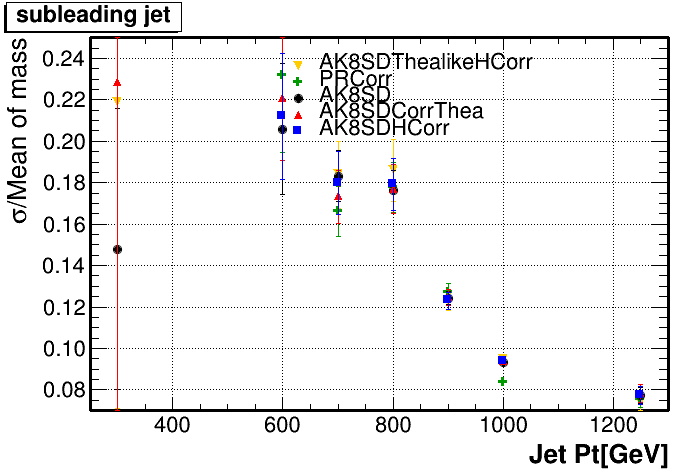 subleading jet
σ/Mean of mass
0.24
0.22
0.20
0.18
0.16
0.14
0.12
0.10
0.08
AK8SDThealikeHCorr
PRCorr
AK8SD
AK8SDCorrThea
AK8SDHCorr
400 600 800 1000 1200
Jet Pt[GeV]